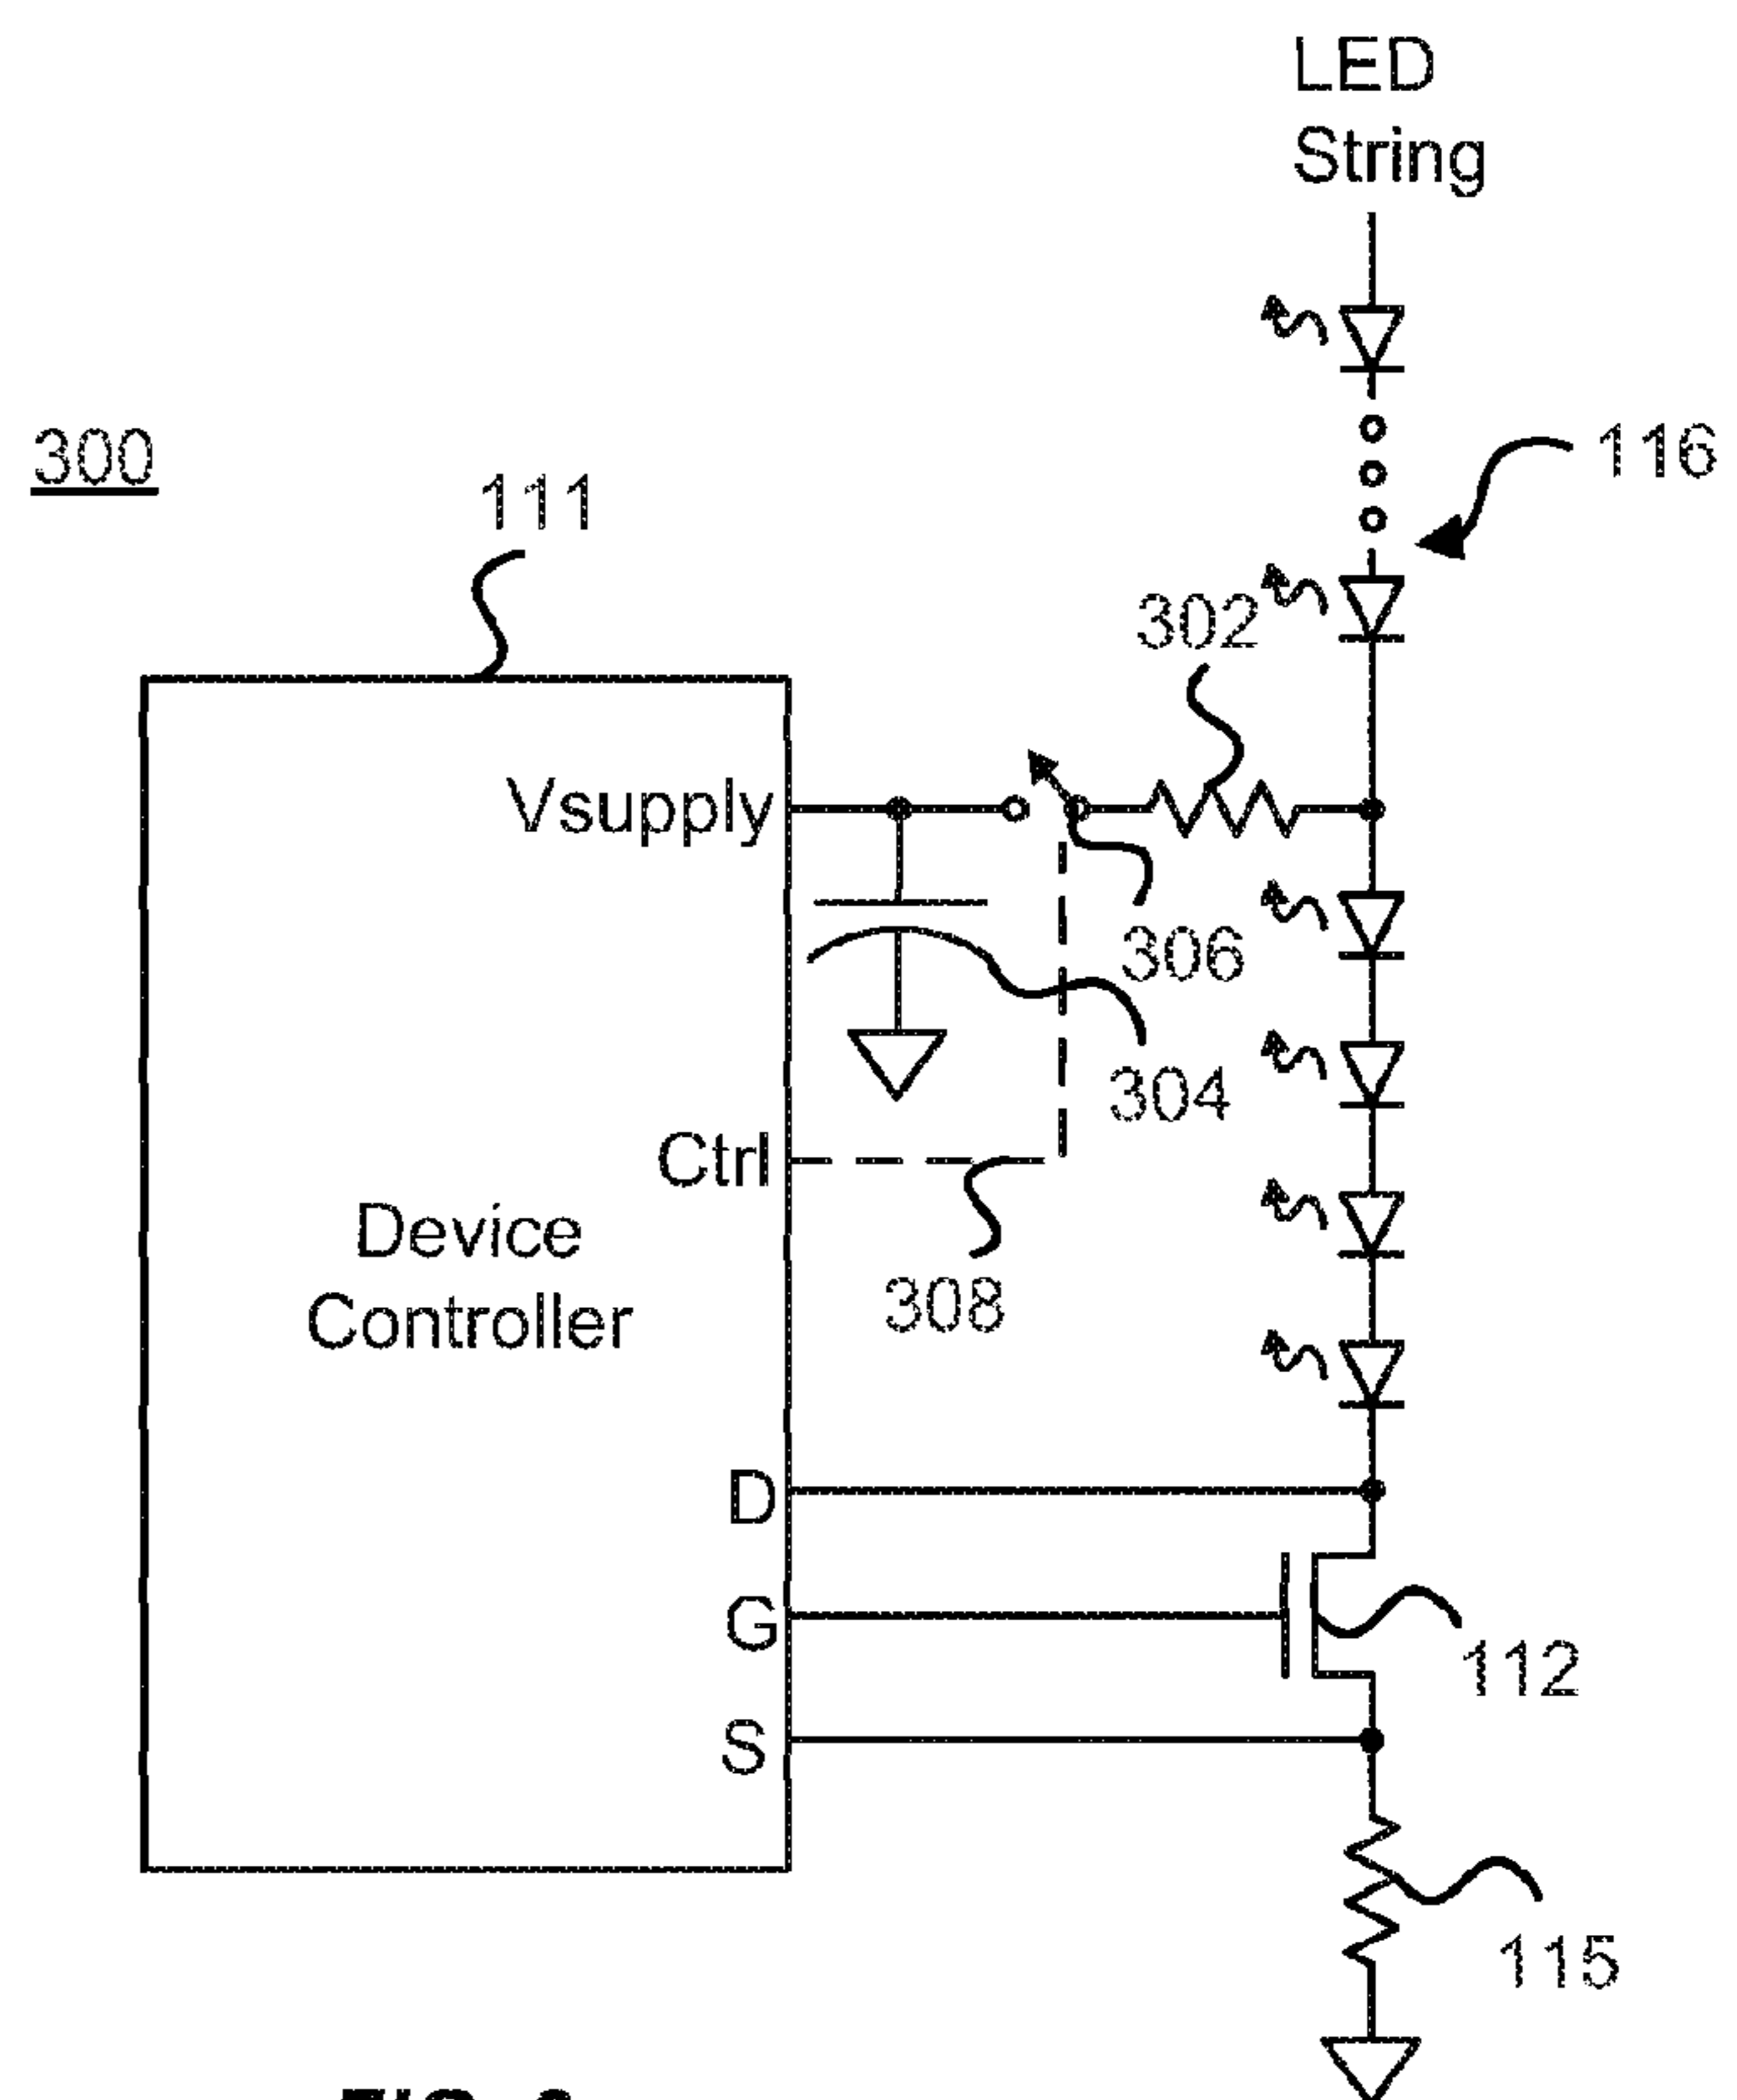 LED
String
300
111
116
302
Vsupply
306
304
Ctrl
Device
Controller
308
D
G
112
S
115